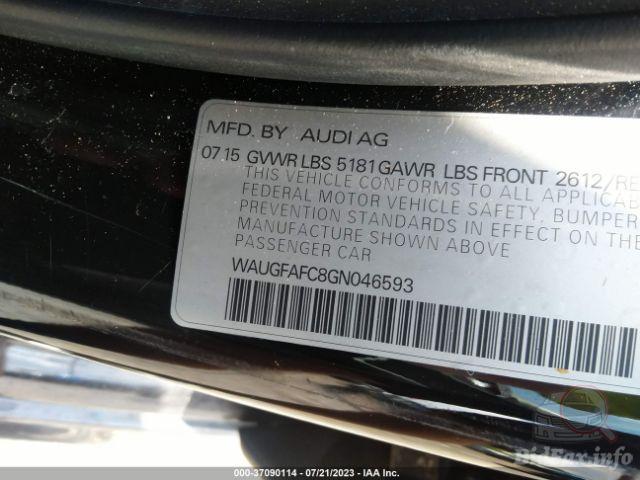 MFD. BY AUDI AG
07.15 GVWR LBS 5181 GAWR LBS FRONT 2612/RE
THIS VEHICLE CONFORMS TO ALL APPLICAB
FEDERAL MOTOR VEHICLE SAFETY, BUMPER
PREVENTION STANDARDS IN EFFECT ON THE
MANUFACTURE SHOWN ABOVE
PASSENGER CAR
WAUGFAFC8GN046593
BidFax.info
000-37090114 - 07/21/2023 - IAA Inc.